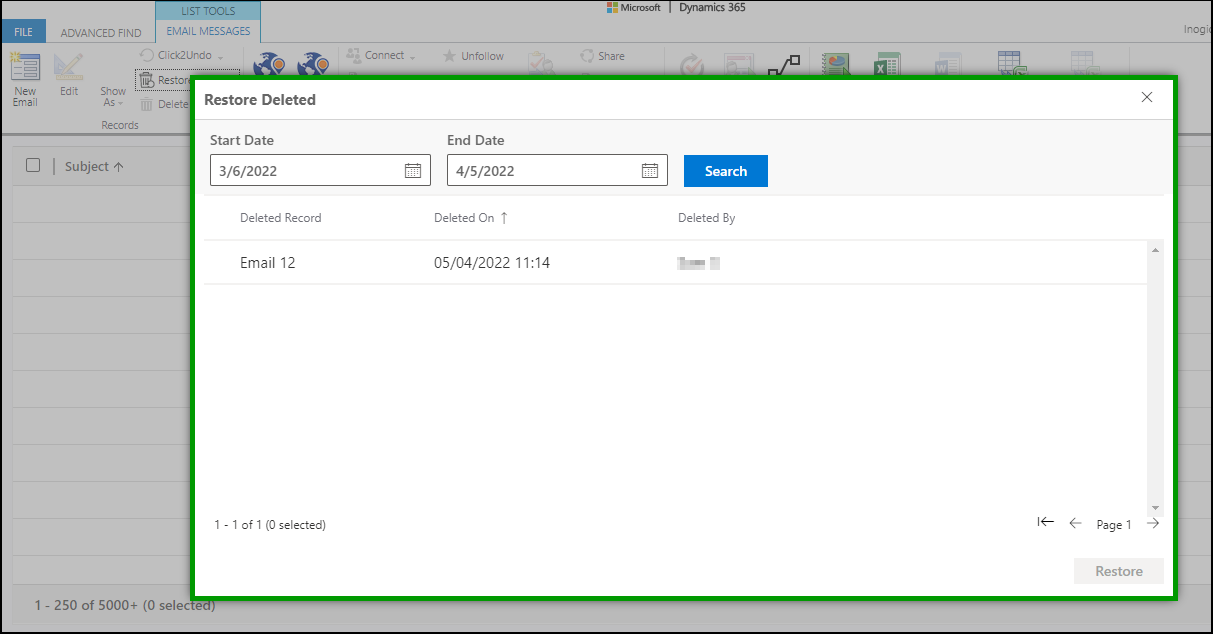 Microsoft | Dynamics 365
LIST TOOLS
FILE
ADVANCED FIND
EMAIL MESSAGES
Click2Undo
Connect
Unfollow
Share
Restore
Delete
New
Email
Edit
Show
As
Records
Subject ↑
Restore Deleted
Start Date
End Date
3/6/2022
4/5/2022
Search
Deleted Record
Deleted On ↑
Deleted By
Email 12
05/04/2022 11:14
1 - 1 of 1 (0 selected)
Page 1
Restore
1 - 250 of 5000+ (0 selected)